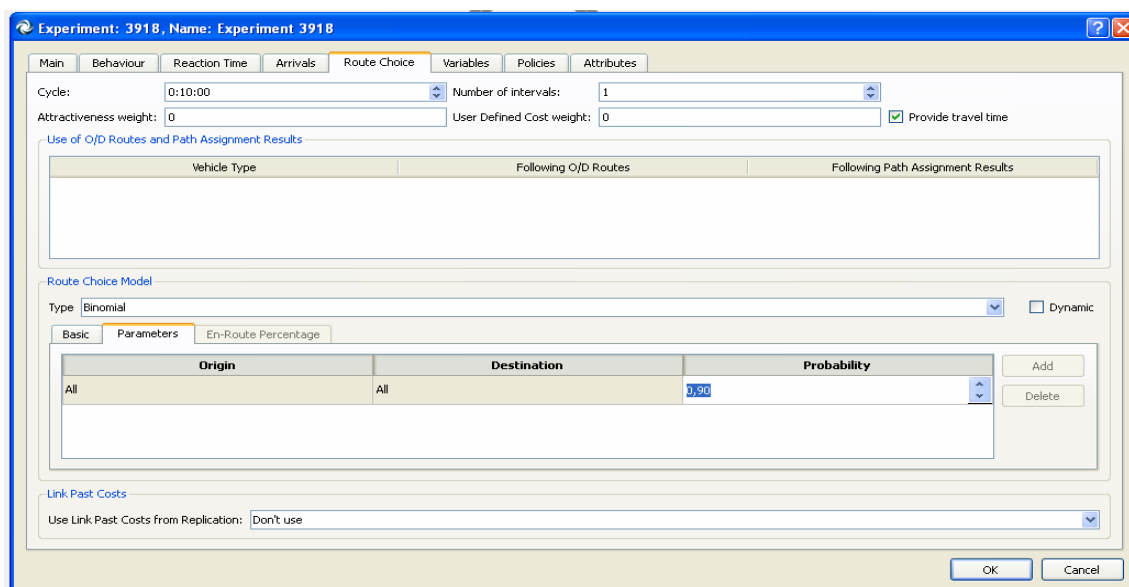 Experiment: 3918, Name: Experiment 3918
Main Behaviour Reaction Time Arrivals Route Choice Variables Policies Attributes
Cycle: 0:10:00 Number of intervals: 1
Attractiveness weight: 0 User Defined Cost weight: 0 Provide travel time
Use of O/D Routes and Path Assignment Results
Vehicle Type Following O/D Routes Following Path Assignment Results
Route Choice Model
Type Binomial Dynamic
Basic Parameters En-Route Percentage
Origin Destination Probability Add
All All 0,90 Delete
Link Past Costs
Use Link Past Costs from Replication: Don't use
OK Cancel